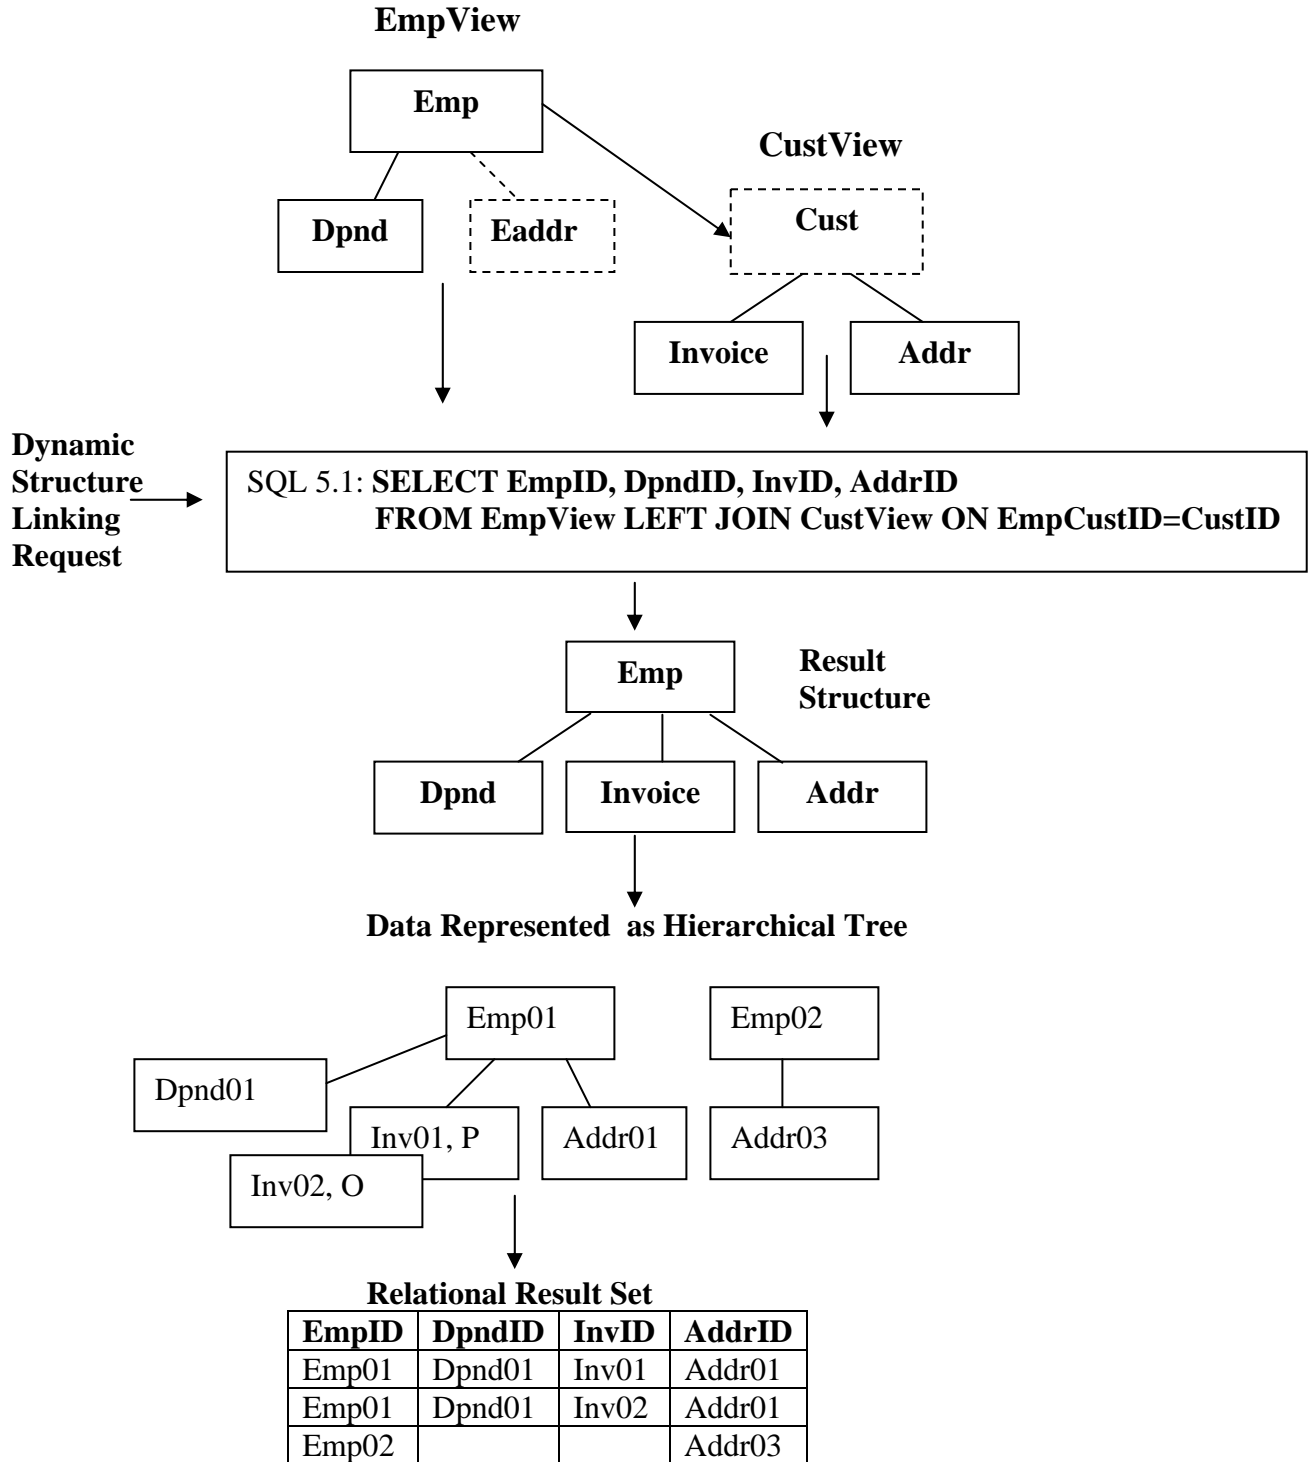 EmpView
Emp
CustView
Dpnd
Eaddr
Cust
Invoice
Addr
Dynamic
Structure
Linking
Request
SQL 5.1: SELECT EmpID, DpndID, InvID, AddrID
FROM EmpView LEFT JOIN CustView ON EmpCustID=CustID
Emp
Result
Structure
Dpnd
Invoice
Addr
Data Represented  as Hierarchical Tree
Emp01
Emp02
Dpnd01
Inv01, P
Addr01
Addr03
Inv02, O
Relational Result Set
EmpID DpndID InvID AddrID
Emp01 Dpnd01 Inv01 Addr01
Emp01 Dpnd01 Inv02 Addr01
Emp02 Addr03